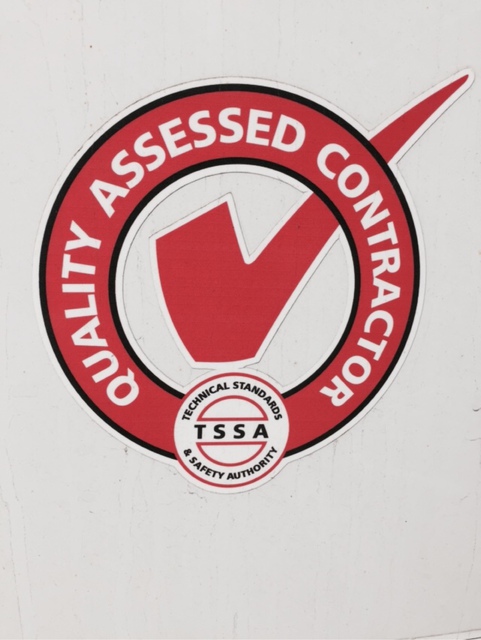 QUALITY ASSESSED CONTRACTOR
TECHNICAL STANDARDS
TSSA
& SAFETY AUTHORITY